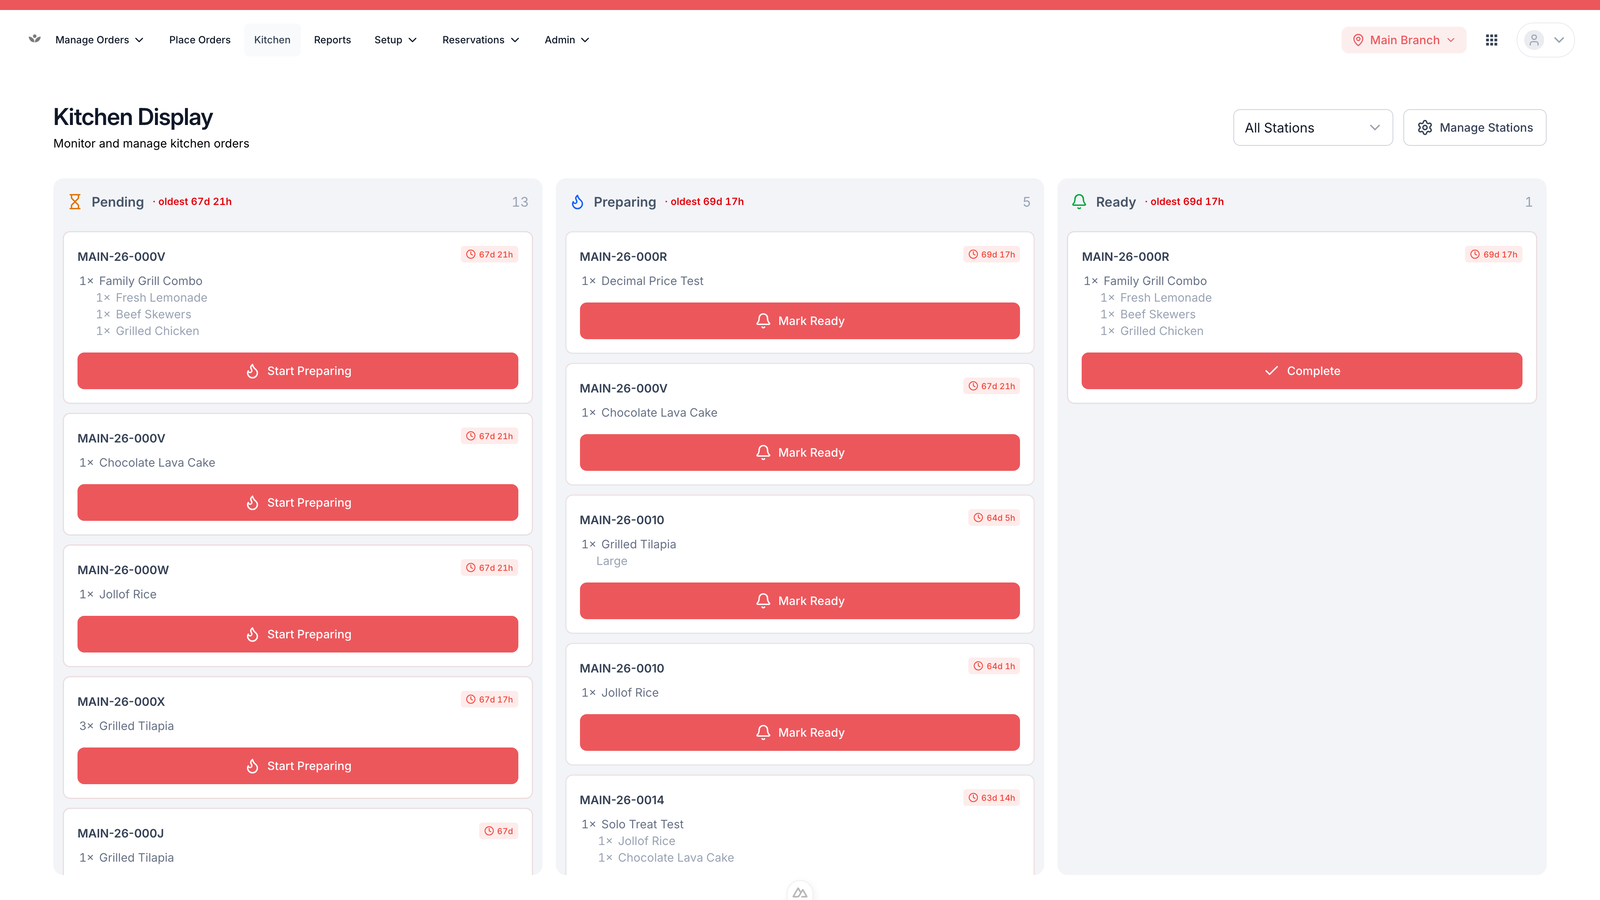 Manage Orders
Place Orders
Kitchen
Reports
Setup
Reservations
Admin
Main Branch
Kitchen Display
Monitor and manage kitchen orders
All Stations
Manage Stations
Pending · oldest 67d 21h 13
MAIN-26-000V 67d 21h
1× Family Grill Combo
1× Fresh Lemonade
1× Beef Skewers
1× Grilled Chicken
Start Preparing
MAIN-26-000V 67d 21h
1× Chocolate Lava Cake
Start Preparing
MAIN-26-000W 67d 21h
1× Jollof Rice
Start Preparing
MAIN-26-000X 67d 17h
3× Grilled Tilapia
Start Preparing
MAIN-26-000J 67d
1× Grilled Tilapia
Preparing · oldest 69d 17h 5
MAIN-26-000R 69d 17h
1× Decimal Price Test
Mark Ready
MAIN-26-000V 67d 21h
1× Chocolate Lava Cake
Mark Ready
MAIN-26-0010 64d 5h
1× Grilled Tilapia
Large
Mark Ready
MAIN-26-0010 64d 1h
1× Jollof Rice
Mark Ready
MAIN-26-0014 63d 14h
1× Solo Treat Test
1× Jollof Rice
1× Chocolate Lava Cake
Ready · oldest 69d 17h 1
MAIN-26-000R 69d 17h
1× Family Grill Combo
1× Fresh Lemonade
1× Beef Skewers
1× Grilled Chicken
Complete